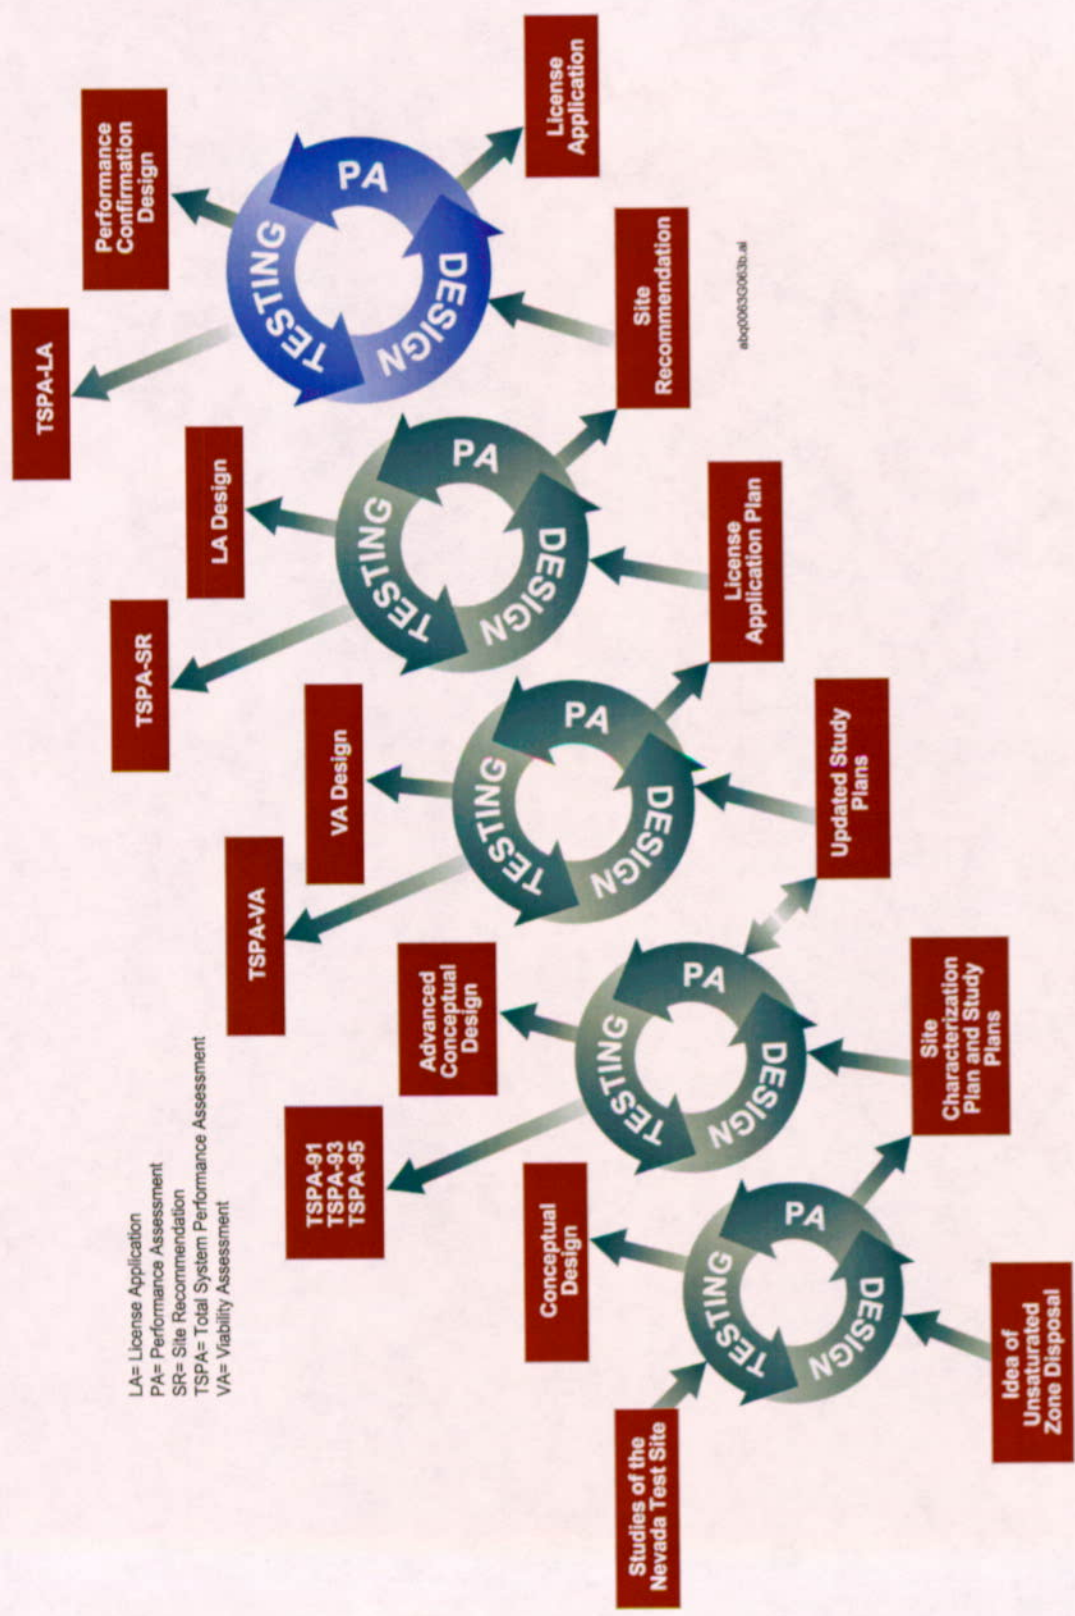 LA= License Application
PA= Performance Assessment
SR= Site Recommendation
TSPA= Total System Performance Assessment
VA= Viability Assessment
Studies of the
Nevada Test Site
Idea of
Unsaturated
Zone Disposal
TESTING
PA
DESIGN
Conceptual
Design
Site
Characterization
Plan and Study
Plans
TSPA-91
TSPA-93
TSPA-95
Advanced
Conceptual
Design
TESTING
PA
DESIGN
Updated Study
Plans
TSPA-VA
VA Design
TESTING
PA
DESIGN
License
Application Plan
TSPA-SR
LA Design
TESTING
PA
DESIGN
Site
Recommendation
TSPA-LA
Performance
Confirmation
Design
TESTING
PA
DESIGN
License
Application
abq0063G063b.ai